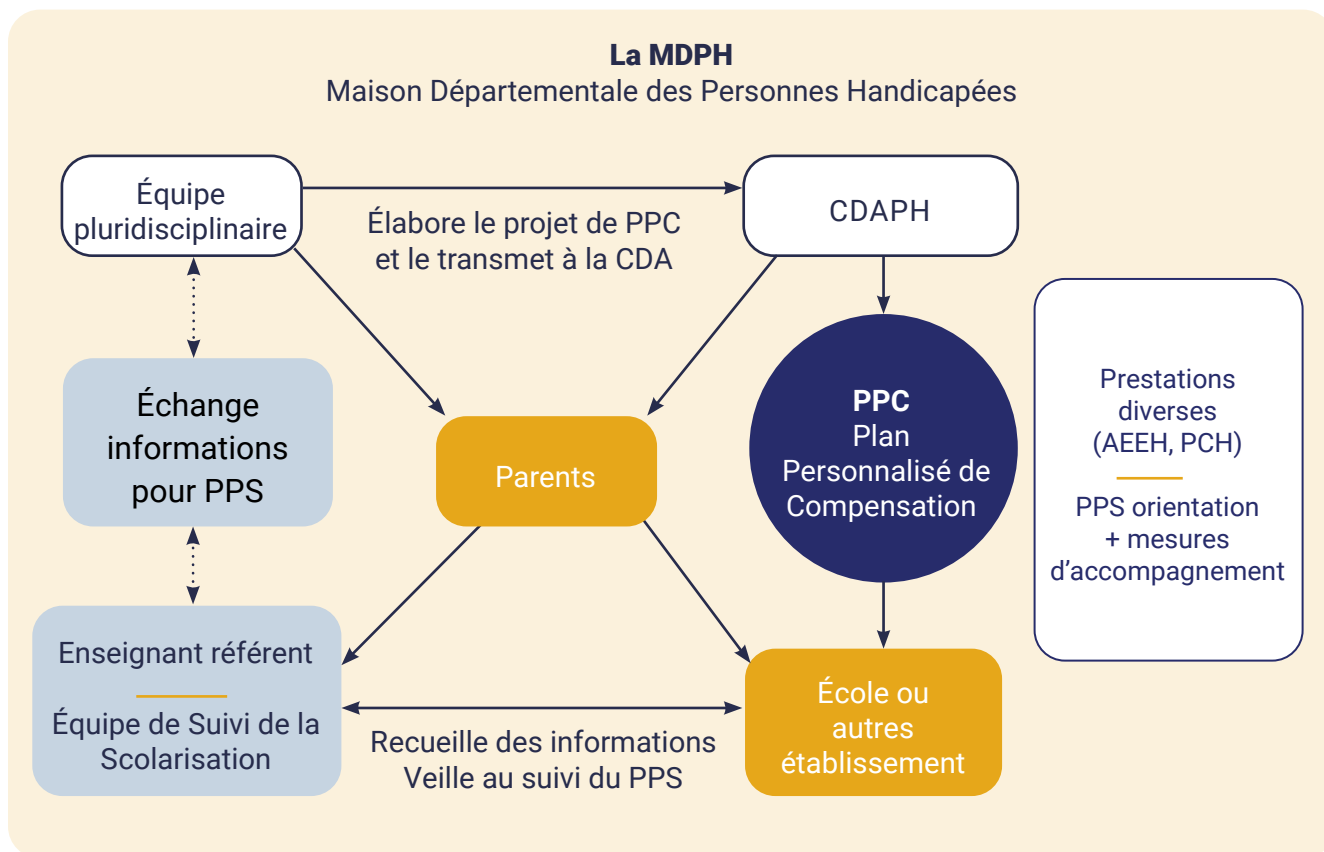 La MDPH
Maison Départementale des Personnes Handicapées
Équipe
pluridisciplinaire
Élabore le projet de PPC
et le transmet à la CDA
CDAPH
Échange
informations
pour PPS
Parents
PPC
Plan
Personnalisé de
Compensation
Prestations
diverses
(AEEH, PCH)
PPS orientation
+ mesures
d'accompagnement
Enseignant référent
Équipe de Suivi de la
Scolarisation
Recueille des informations
Veille au suivi du PPS
École ou
autres
établissement